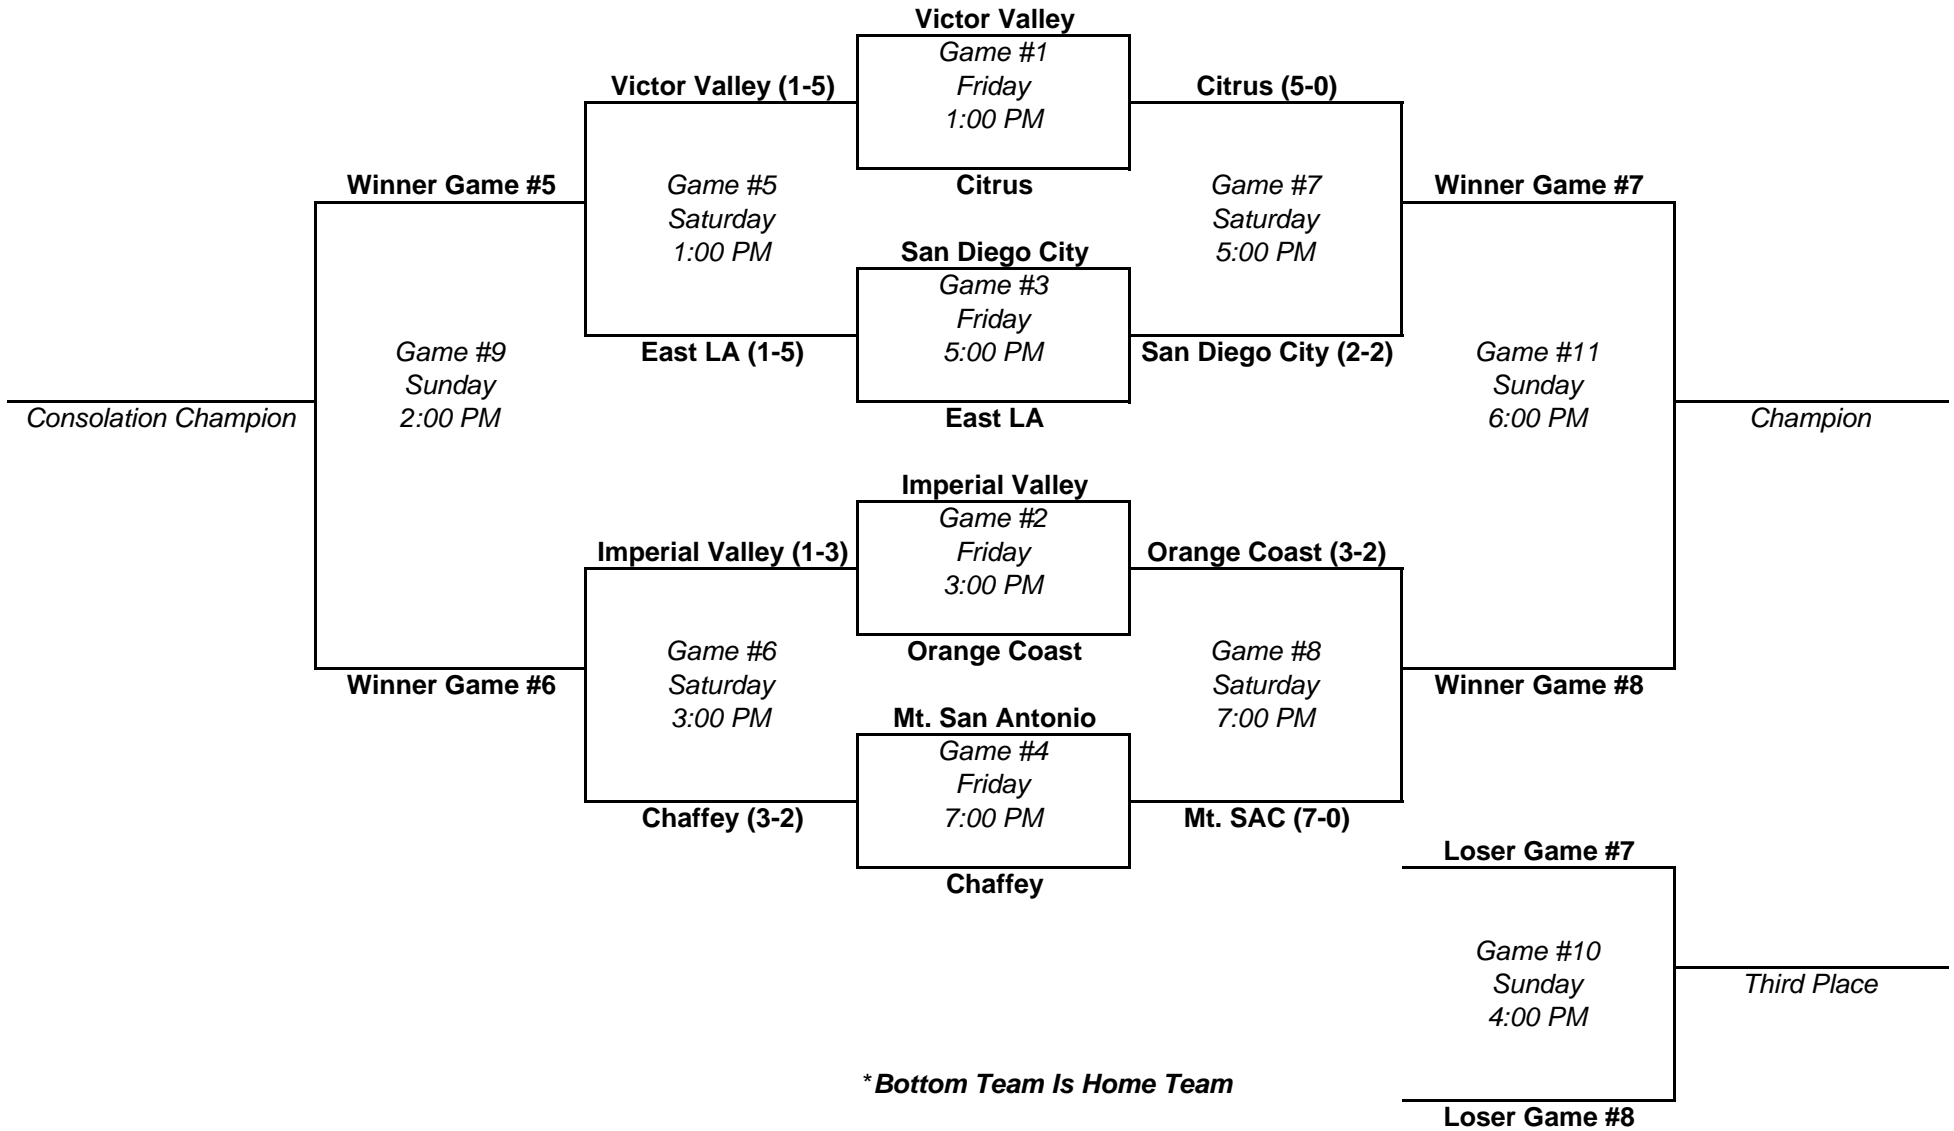 Victor Valley
Game #1
Friday
1:00 PM
Citrus
Victor Valley (1-5)
Citrus (5-0)
Winner Game #5
Game #5
Saturday
1:00 PM
Game #7
Saturday
5:00 PM
Winner Game #7
San Diego City
Game #3
Friday
5:00 PM
East LA
East LA (1-5)
San Diego City (2-2)
Game #9
Sunday
2:00 PM
Consolation Champion
Game #11
Sunday
6:00 PM
Champion
Imperial Valley
Game #2
Friday
3:00 PM
Orange Coast
Imperial Valley (1-3)
Orange Coast (3-2)
Winner Game #6
Game #6
Saturday
3:00 PM
Game #8
Saturday
7:00 PM
Winner Game #8
Mt. San Antonio
Game #4
Friday
7:00 PM
Chaffey
Chaffey (3-2)
Mt. SAC (7-0)
Loser Game #7
Game #10
Sunday
4:00 PM
Third Place
Loser Game #8
*Bottom Team Is Home Team